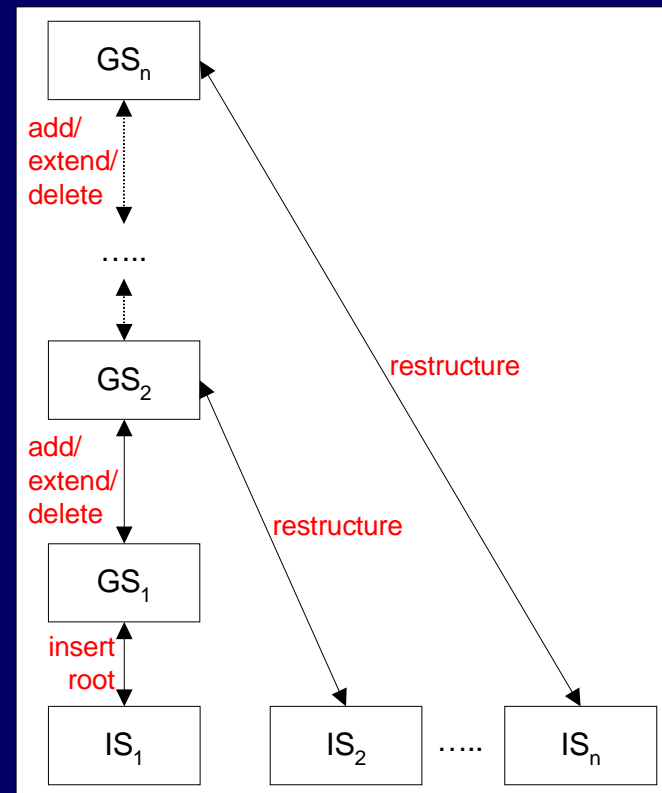 GSₙ
add/
extend/
delete
.....
restructure
GS₂
add/
extend/
delete
restructure
GS₁
insert
root
IS₁
IS₂
.....
ISₙ